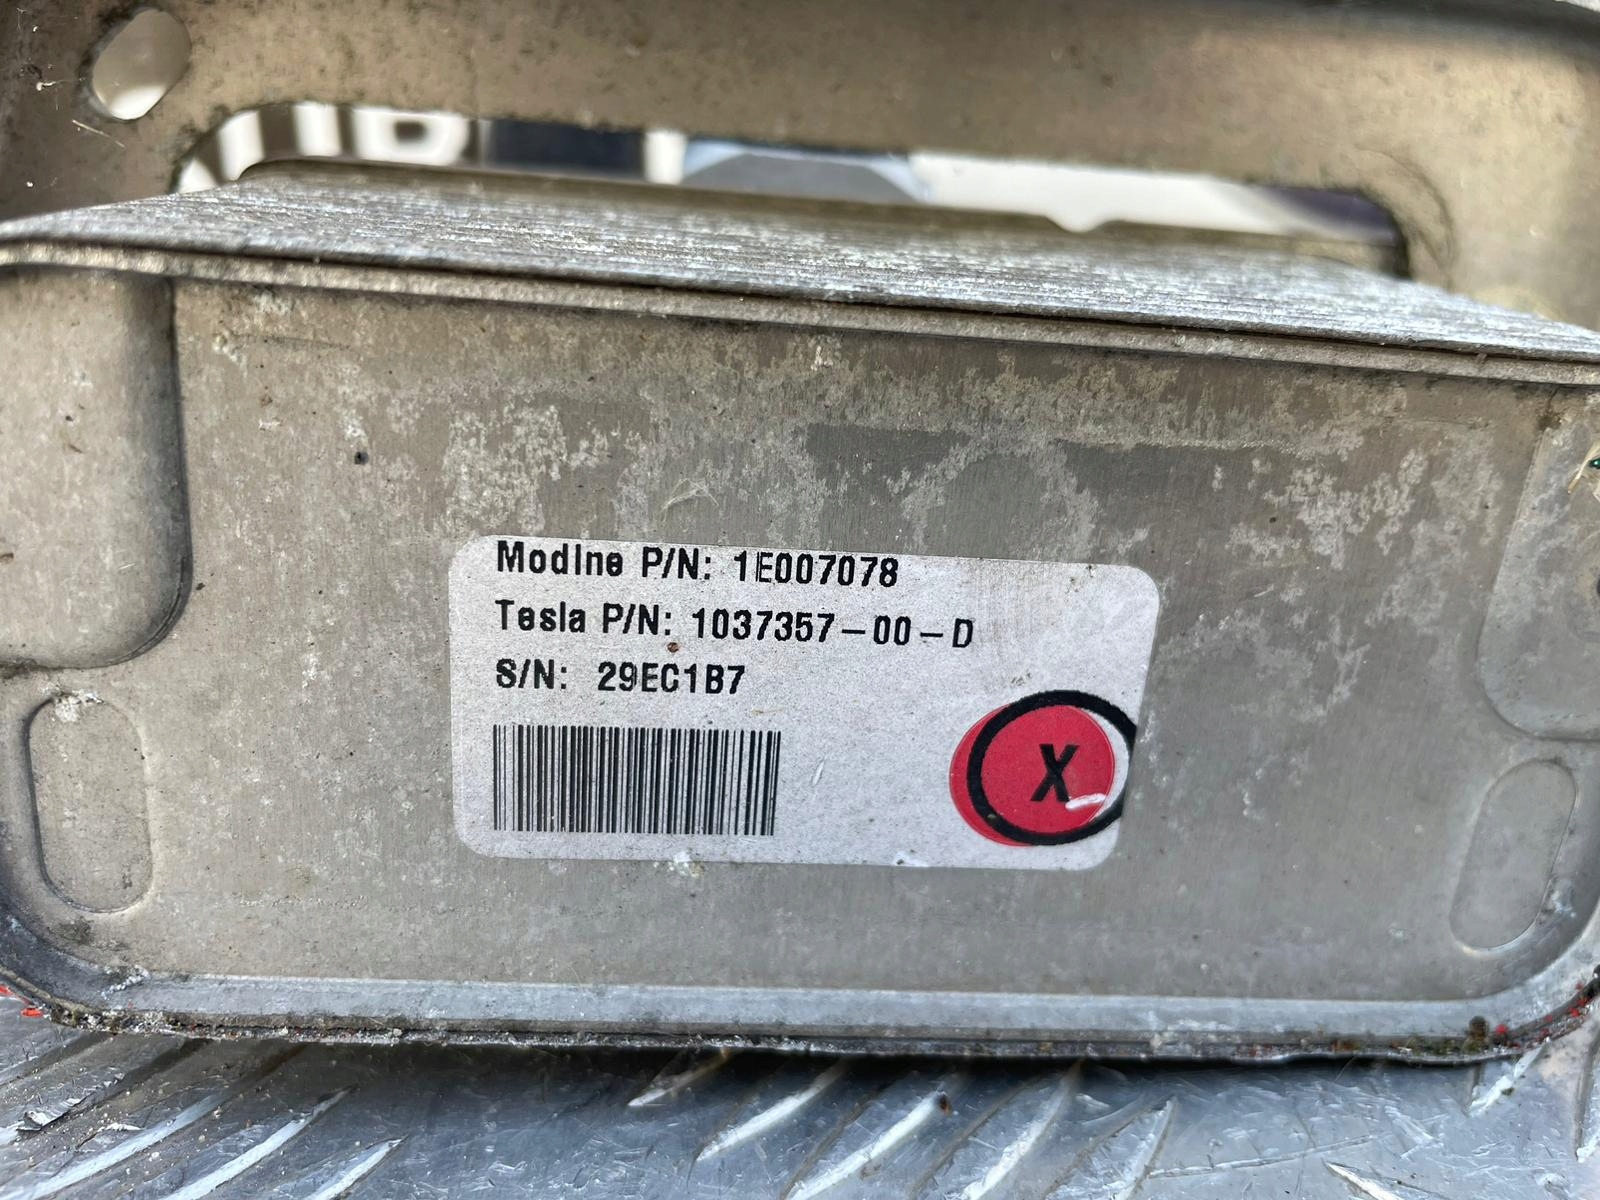 Modine P/N: 1E007078
Tesla P/N: 1037357-00-D
S/N: 29EC1B7
X